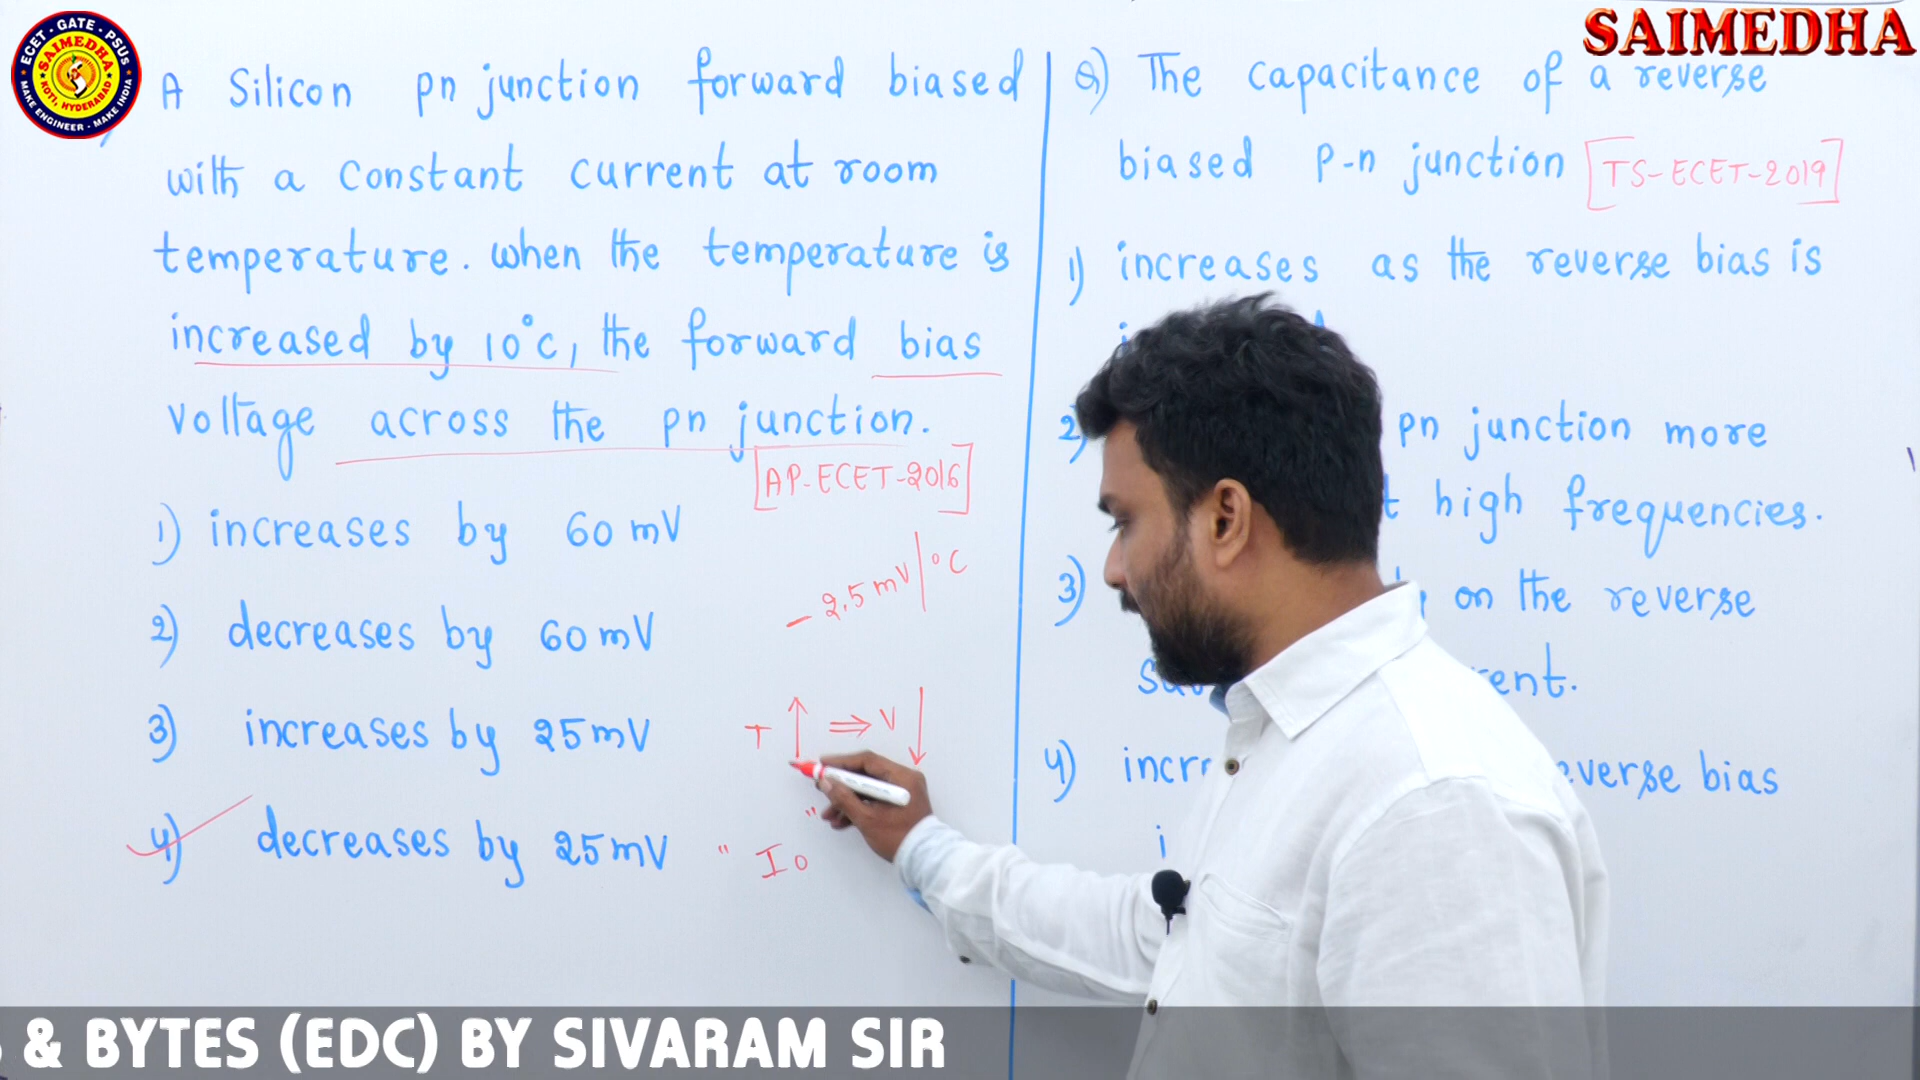 ECET - GATE - PSUS
SAIMEDHA
KOTI, HYDERABAD
MAKE ENGINEER - MAKE INDIA
SAIMEDHA
A Silicon pn junction forward biased
with a constant current at room
temperature. when the temperature is
increased by 10°c, the forward bias
voltage across the pn junction.
[AP-ECET-2016]
1) increases by 60 mV
2) decreases by 60 mV
3) increases by 25 mV
4) decreases by 25 mV
- 2.5 mV/°C
T ↑ ⇒ V ↓
" Io "
Q) The capacitance of a reverse
biased P-n junction [TS-ECET-2019]
1) increases as the reverse bias is
2) pn junction more
high frequencies.
3) on the reverse
4) reverse bias
& BYTES (EDC) BY SIVARAM SIR